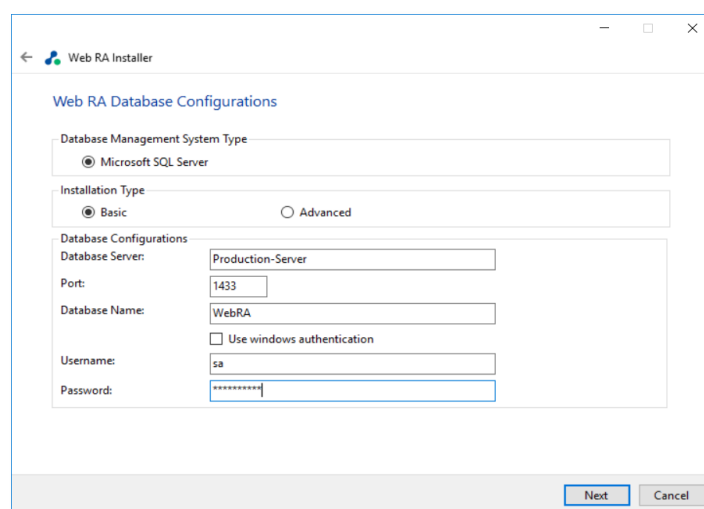 Web RA Installer
Web RA Database Configurations
Database Management System Type
Microsoft SQL Server
Installation Type
Basic Advanced
Database Configurations
Database Server: Production-Server
Port: 1433
Database Name: WebRA
Use windows authentication
Username: sa
Password: **********
Next Cancel